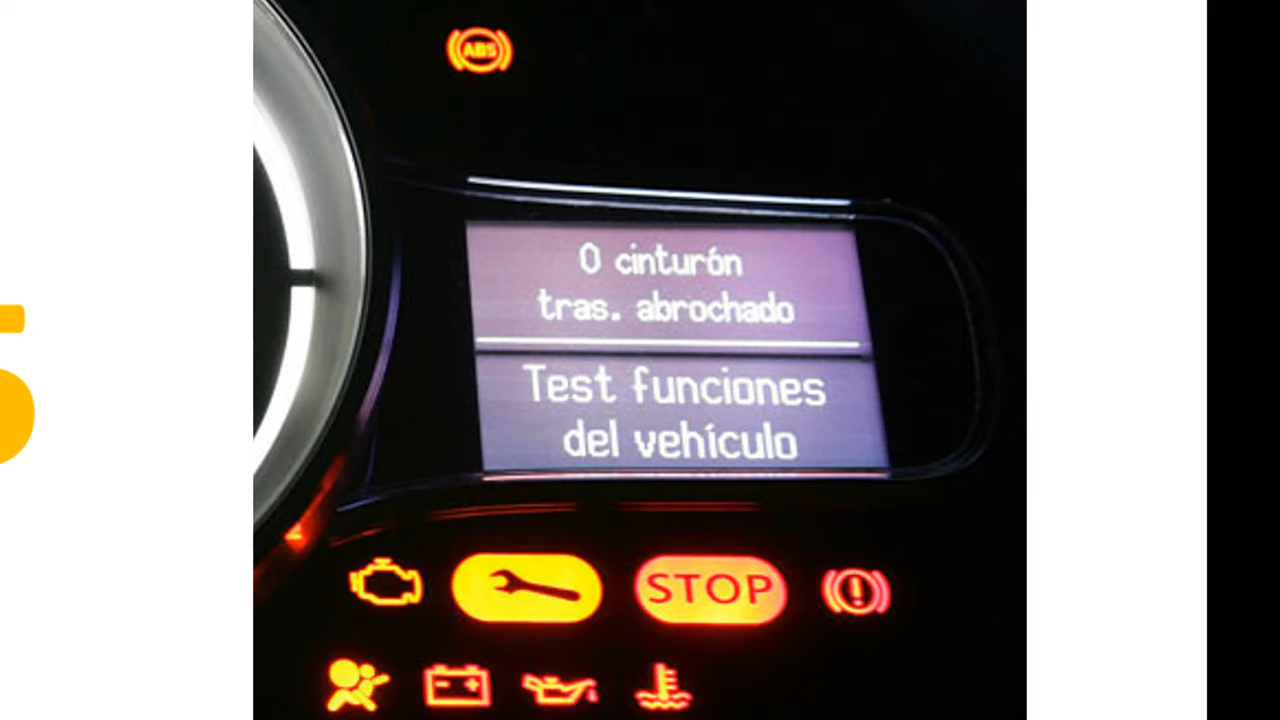 ABS
0 cinturón
tras. abrochado
Test funciones
del vehículo
STOP